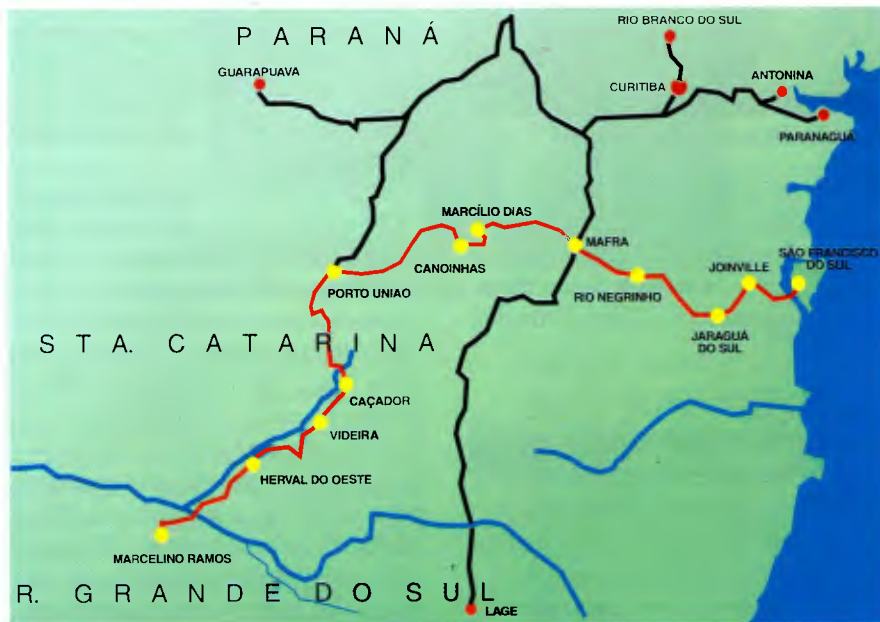 RIO BRANCO DO SUL
PARANÁ
GUARAPUAVA
CURITIBA
ANTONINA
PARANAGUÁ
MARCÍLIO DIAS
MAFRA
CANOINHAS
SÃO FRANCISCO
DO SUL
JOINVILLE
PORTO UNIAO
RIO NEGRINHO
JARAGUÁ
DO SUL
STA. CATARINA
CAÇADOR
VIDEIRA
HERVAL DO OESTE
MARCELINO RAMOS
R. GRANDE DO SUL
LAGE